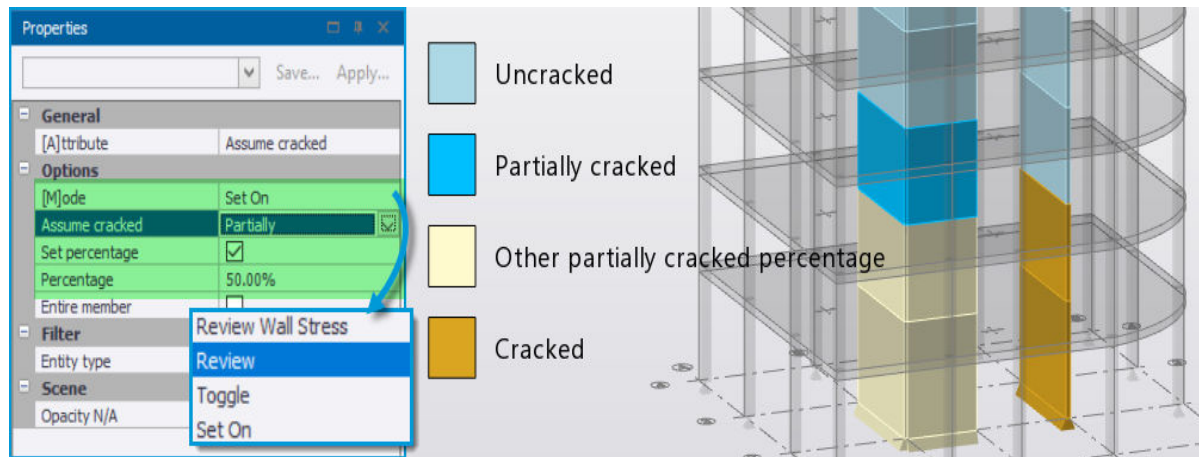 Properties
Save... Apply...
General
[A]ttribute Assume cracked
Options
[M]ode Set On
Assume cracked Partially
Set percentage
Percentage 50.00%
Entire member
Filter
Entity type
Scene
Opacity N/A
Review Wall Stress
Review
Toggle
Set On
Uncracked
Partially cracked
Other partially cracked percentage
Cracked